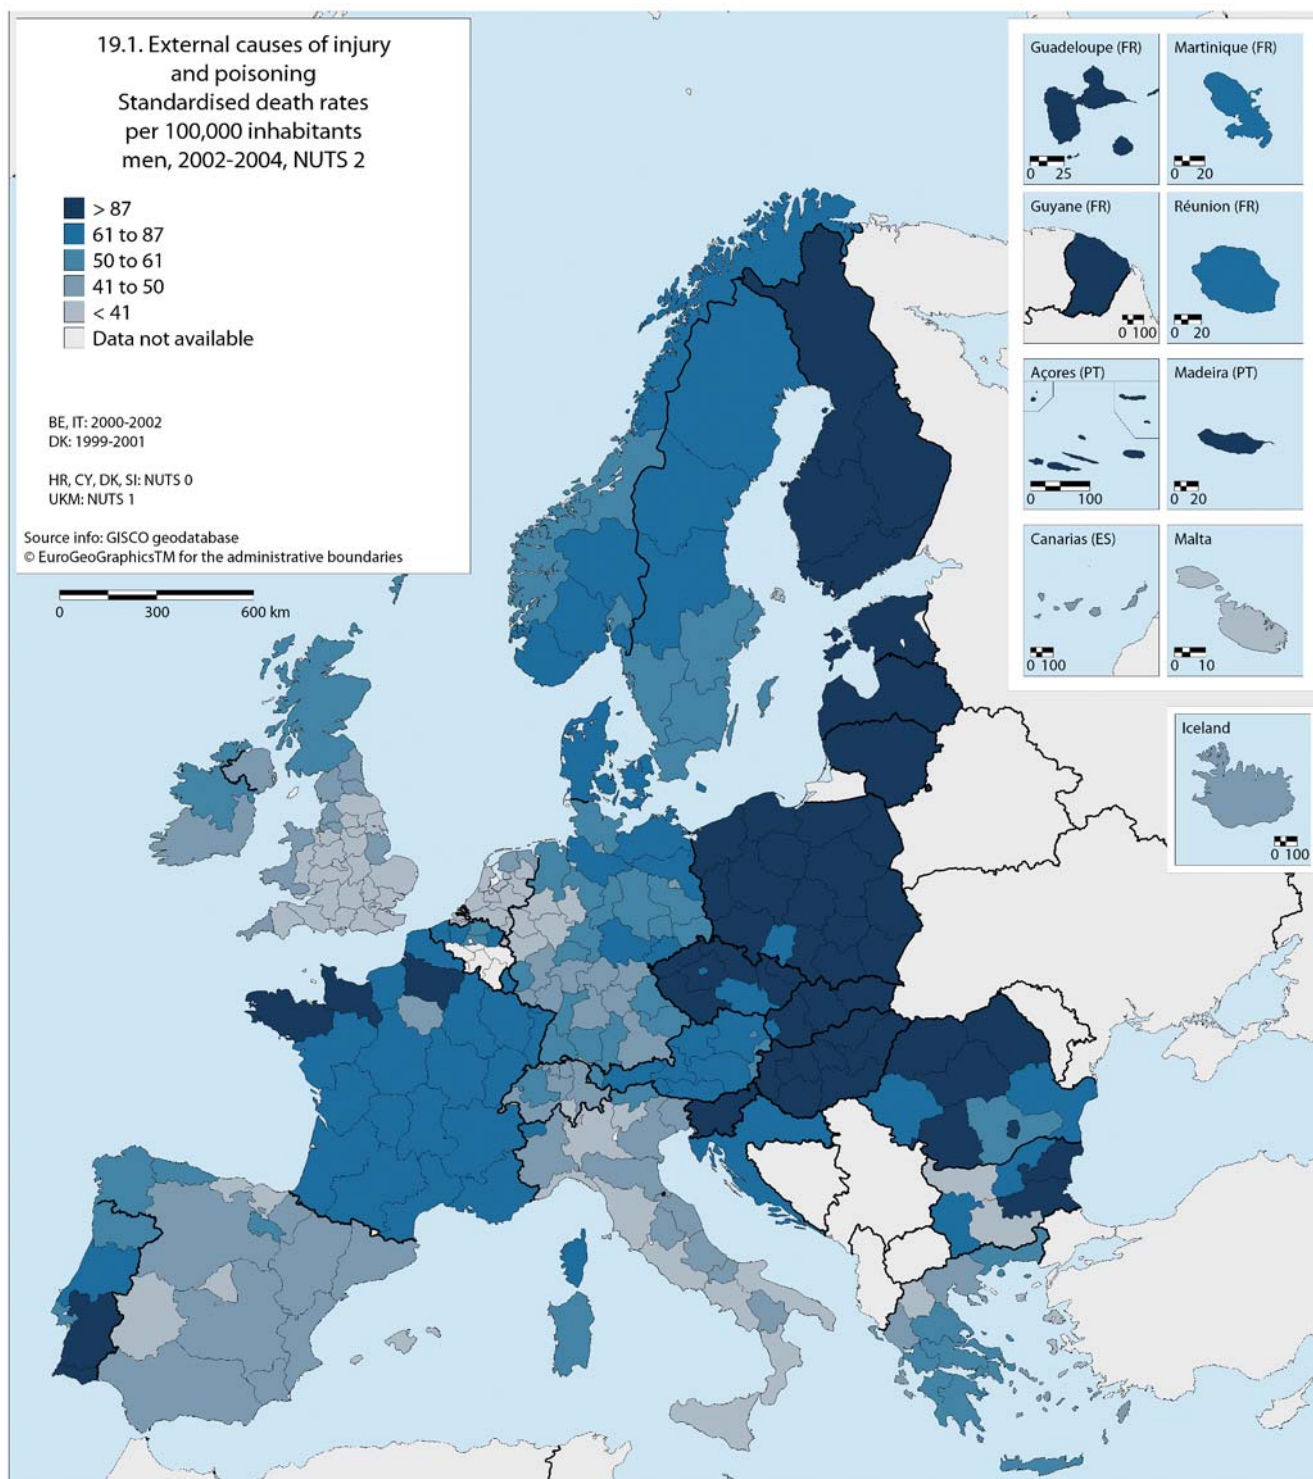 19.1. External causes of injury
and poisoning
Standardised death rates
per 100,000 inhabitants
men, 2002-2004, NUTS 2
> 87
61 to 87
50 to 61
41 to 50
< 41
Data not available
BE, IT: 2000-2002
DK: 1999-2001
HR, CY, DK, SI: NUTS 0
UKM: NUTS 1
Source info: GISCO geodatabase
© EuroGeoGraphicsTM for the administrative boundaries
0 300 600 km
Guadeloupe (FR)
0 25
Martinique (FR)
0 20
Guyane (FR)
0 100
Réunion (FR)
0 20
Açores (PT)
0 100
Madeira (PT)
0 20
Canarias (ES)
0 100
Malta
0 10
Iceland
0 100